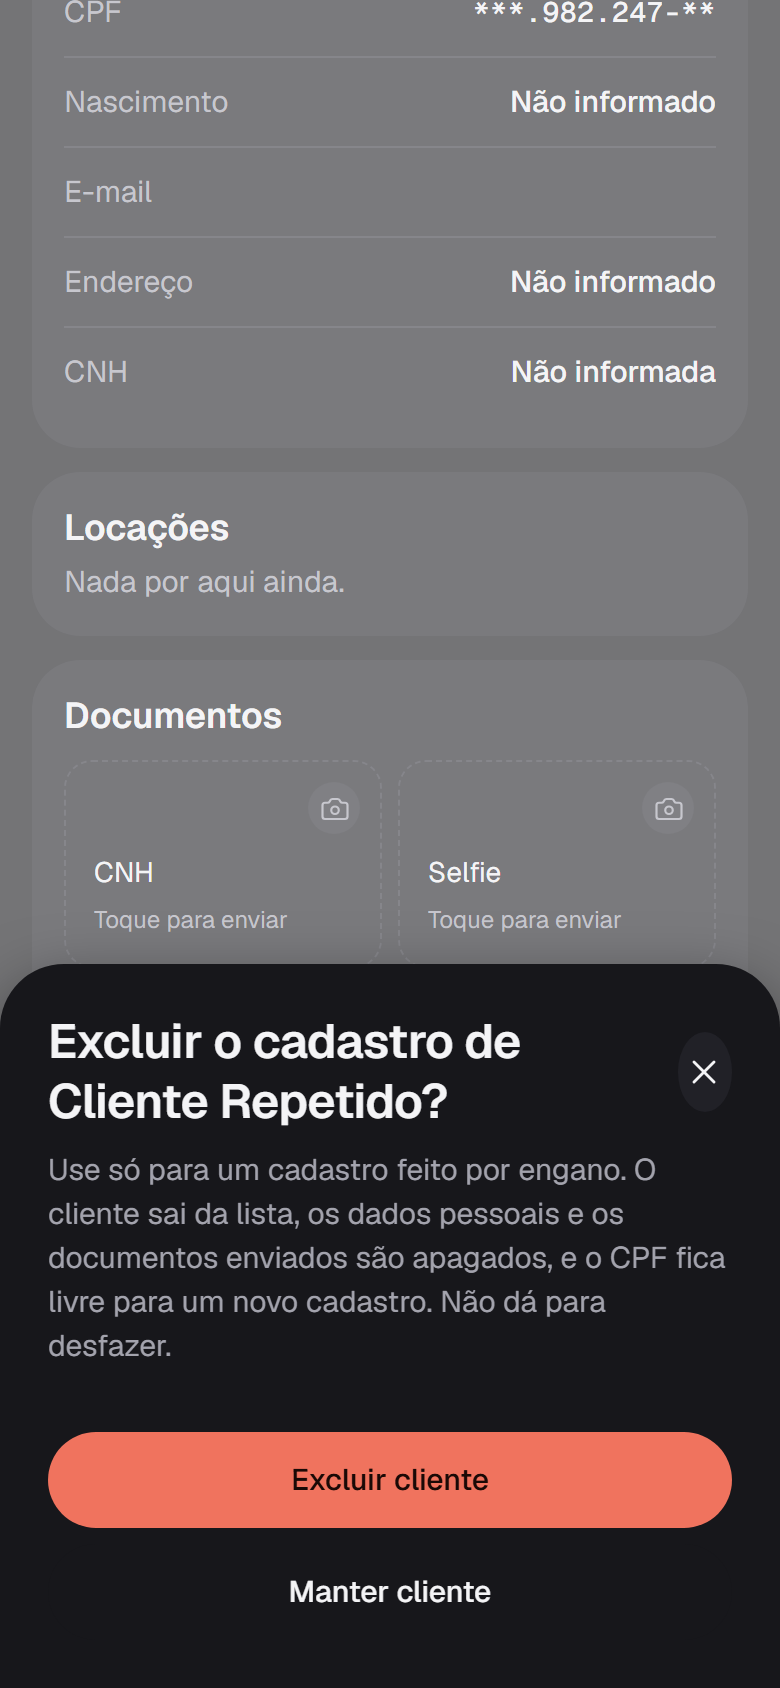 CPF ***.982.247-**
Nascimento Não informado
E-mail
Endereço Não informado
CNH Não informada
Locações
Nada por aqui ainda.
Documentos
CNH Selfie
Toque para enviar Toque para enviar
Excluir o cadastro de
Cliente Repetido?
Use só para um cadastro feito por engano. O
cliente sai da lista, os dados pessoais e os
documentos enviados são apagados, e o CPF fica
livre para um novo cadastro. Não dá para
desfazer.
Excluir cliente
Manter cliente